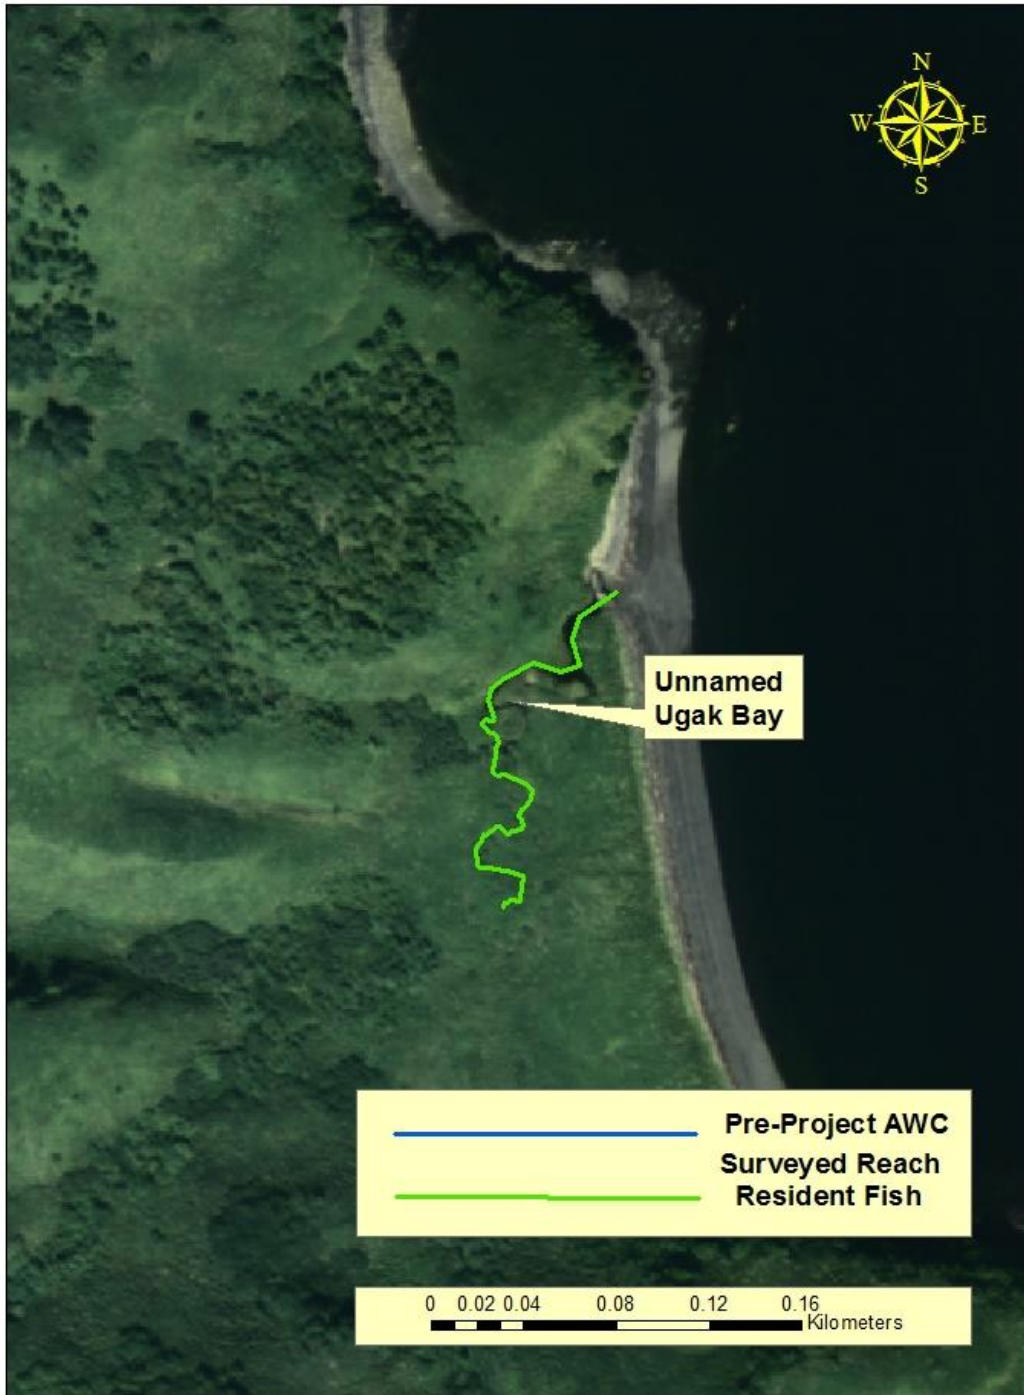 N
W E
S
Unnamed
Ugak Bay
Pre-Project AWC
Surveyed Reach
Resident Fish
0 0.02 0.04 0.08 0.12 0.16
Kilometers